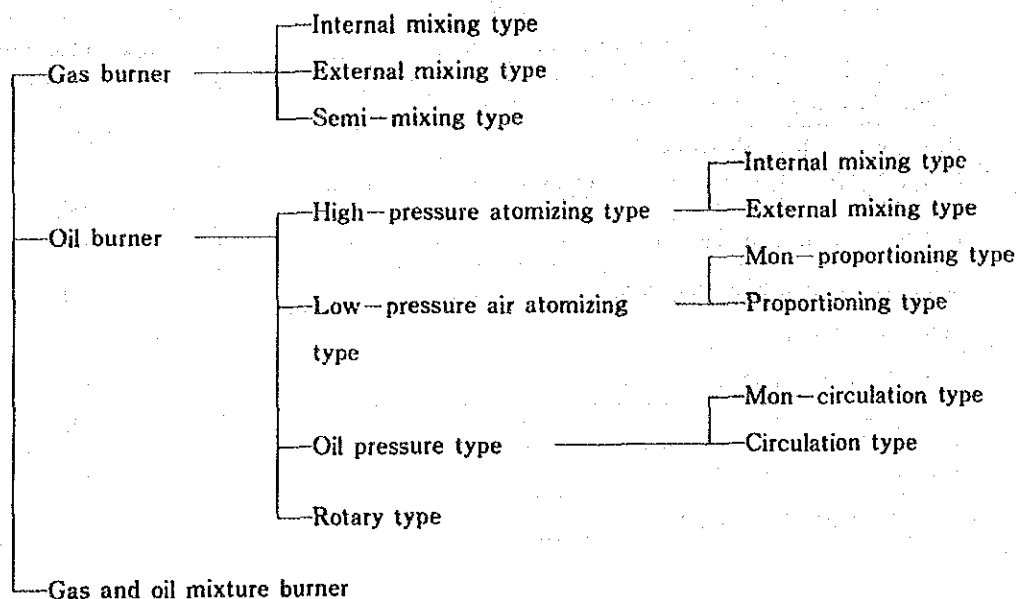 Internal mixing type
Gas burner
External mixing type
Semi-mixing type
Internal mixing type
High-pressure atomizing type
External mixing type
Oil burner
Mon-proportioning type
Low-pressure air atomizing
type
Proportioning type
Mon-circulation type
Oil pressure type
Circulation type
Rotary type
Gas and oil mixture burner